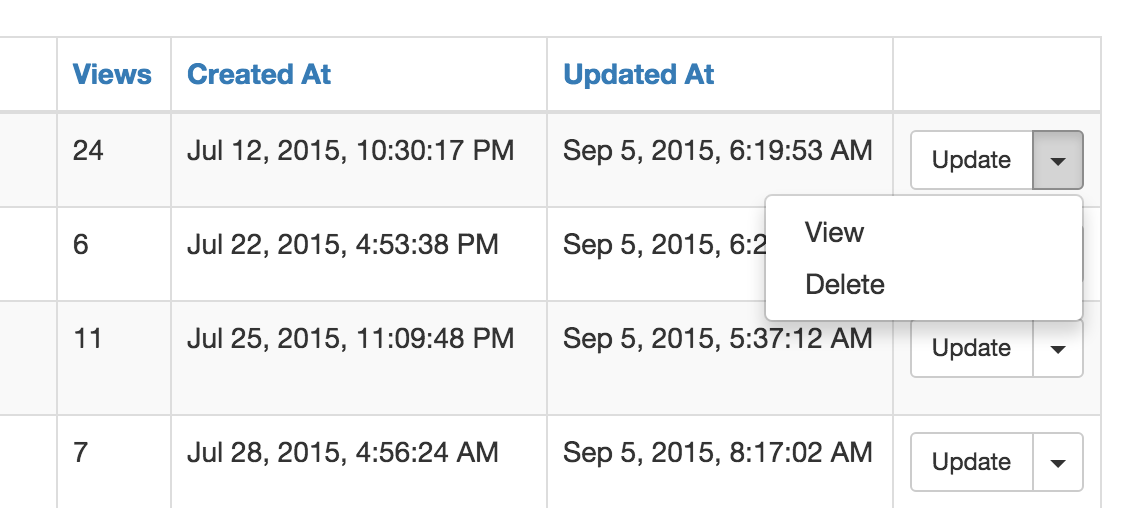 Views Created At Updated At
24 Jul 12, 2015, 10:30:17 PM Sep 5, 2015, 6:19:53 AM Update
View
6 Jul 22, 2015, 4:53:38 PM Sep 5, 2015, 6:2
Delete
11 Jul 25, 2015, 11:09:48 PM Sep 5, 2015, 5:37:12 AM Update
7 Jul 28, 2015, 4:56:24 AM Sep 5, 2015, 8:17:02 AM Update